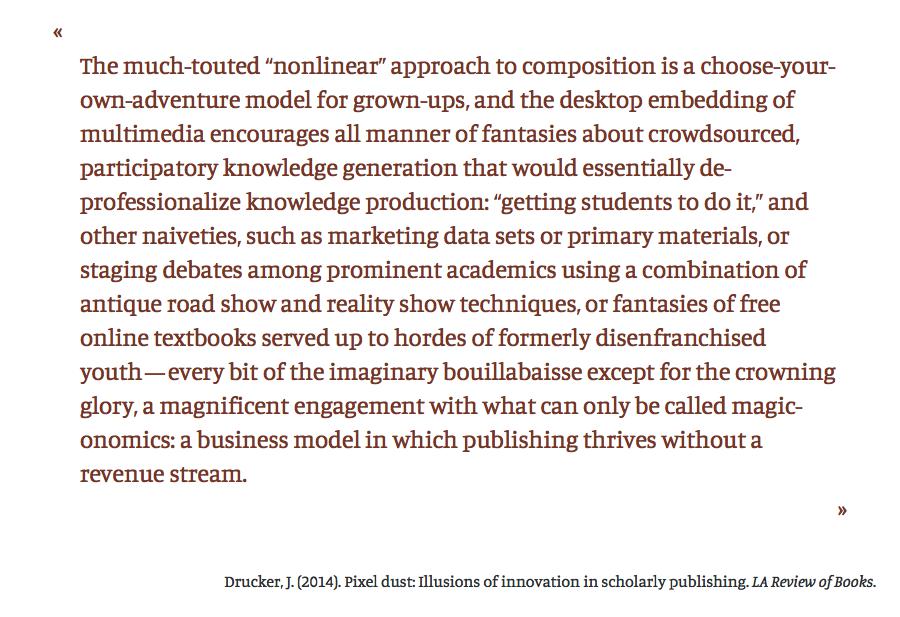 «
The much-touted “nonlinear” approach to composition is a choose-your-
own-adventure model for grown-ups, and the desktop embedding of
multimedia encourages all manner of fantasies about crowdsourced,
participatory knowledge generation that would essentially de-
professionalize knowledge production: “getting students to do it,” and
other naiveties, such as marketing data sets or primary materials, or
staging debates among prominent academics using a combination of
antique road show and reality show techniques, or fantasies of free
online textbooks served up to hordes of formerly disenfranchised
youth—every bit of the imaginary bouillabaisse except for the crowning
glory, a magnificent engagement with what can only be called magic-
onomics: a business model in which publishing thrives without a
revenue stream.
»
Drucker, J. (2014). Pixel dust: Illusions of innovation in scholarly publishing. LA Review of Books.